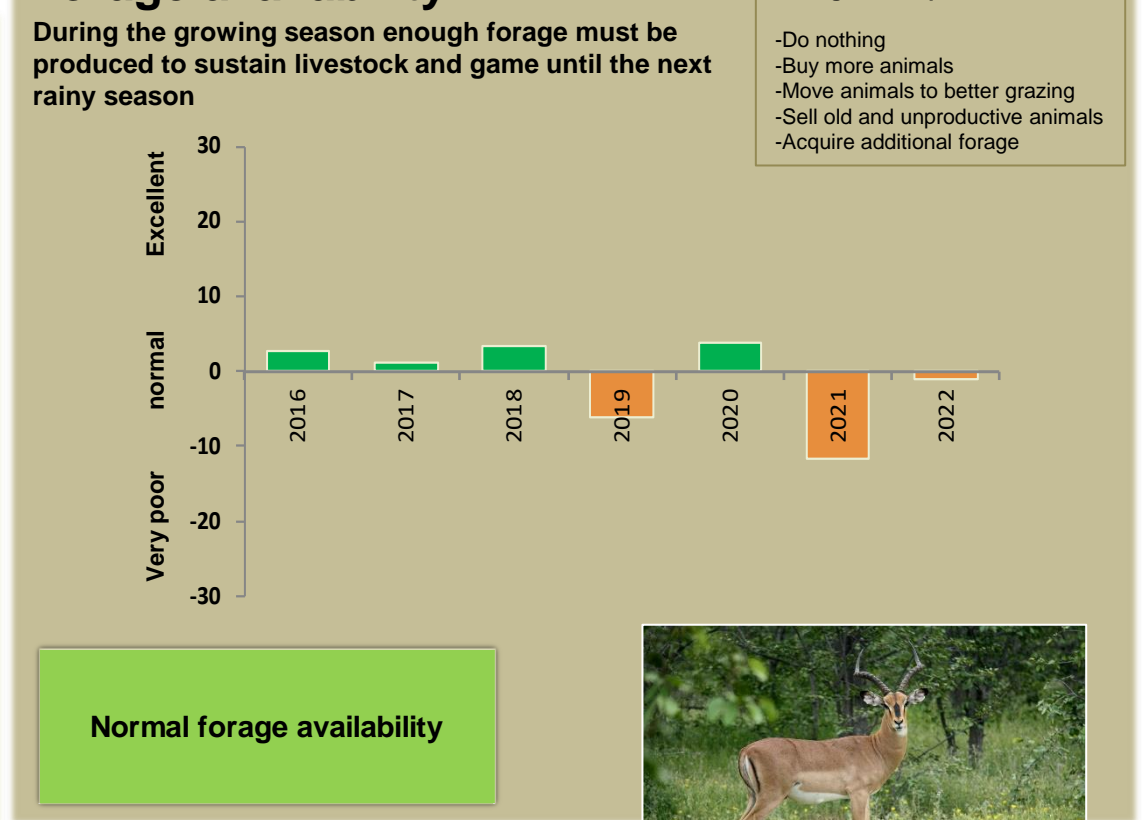 During the growing season enough forage must be
produced to sustain livestock and game until the next
rainy season
-Do nothing
-Buy more animals
-Move animals to better grazing
-Sell old and unproductive animals
-Acquire additional forage
Excellent
normal
Very poor
30
20
10
0
-10
-20
-30
2016
2017
2018
2019
2020
2021
2022
Normal forage availability